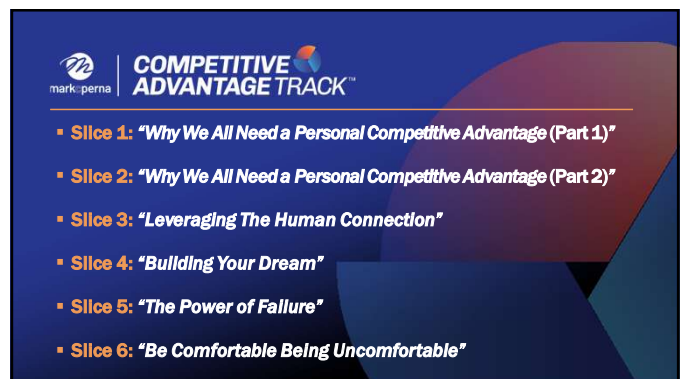 COMPETITIVE
markcperna
ADVANTAGE TRACK™
▪ Slice 1: “Why We All Need a Personal Competitive Advantage (Part 1)”
▪ Slice 2: “Why We All Need a Personal Competitive Advantage (Part 2)”
▪ Slice 3: “Leveraging The Human Connection”
▪ Slice 4: “Building Your Dream”
▪ Slice 5: “The Power of Failure”
▪ Slice 6: “Be Comfortable Being Uncomfortable”